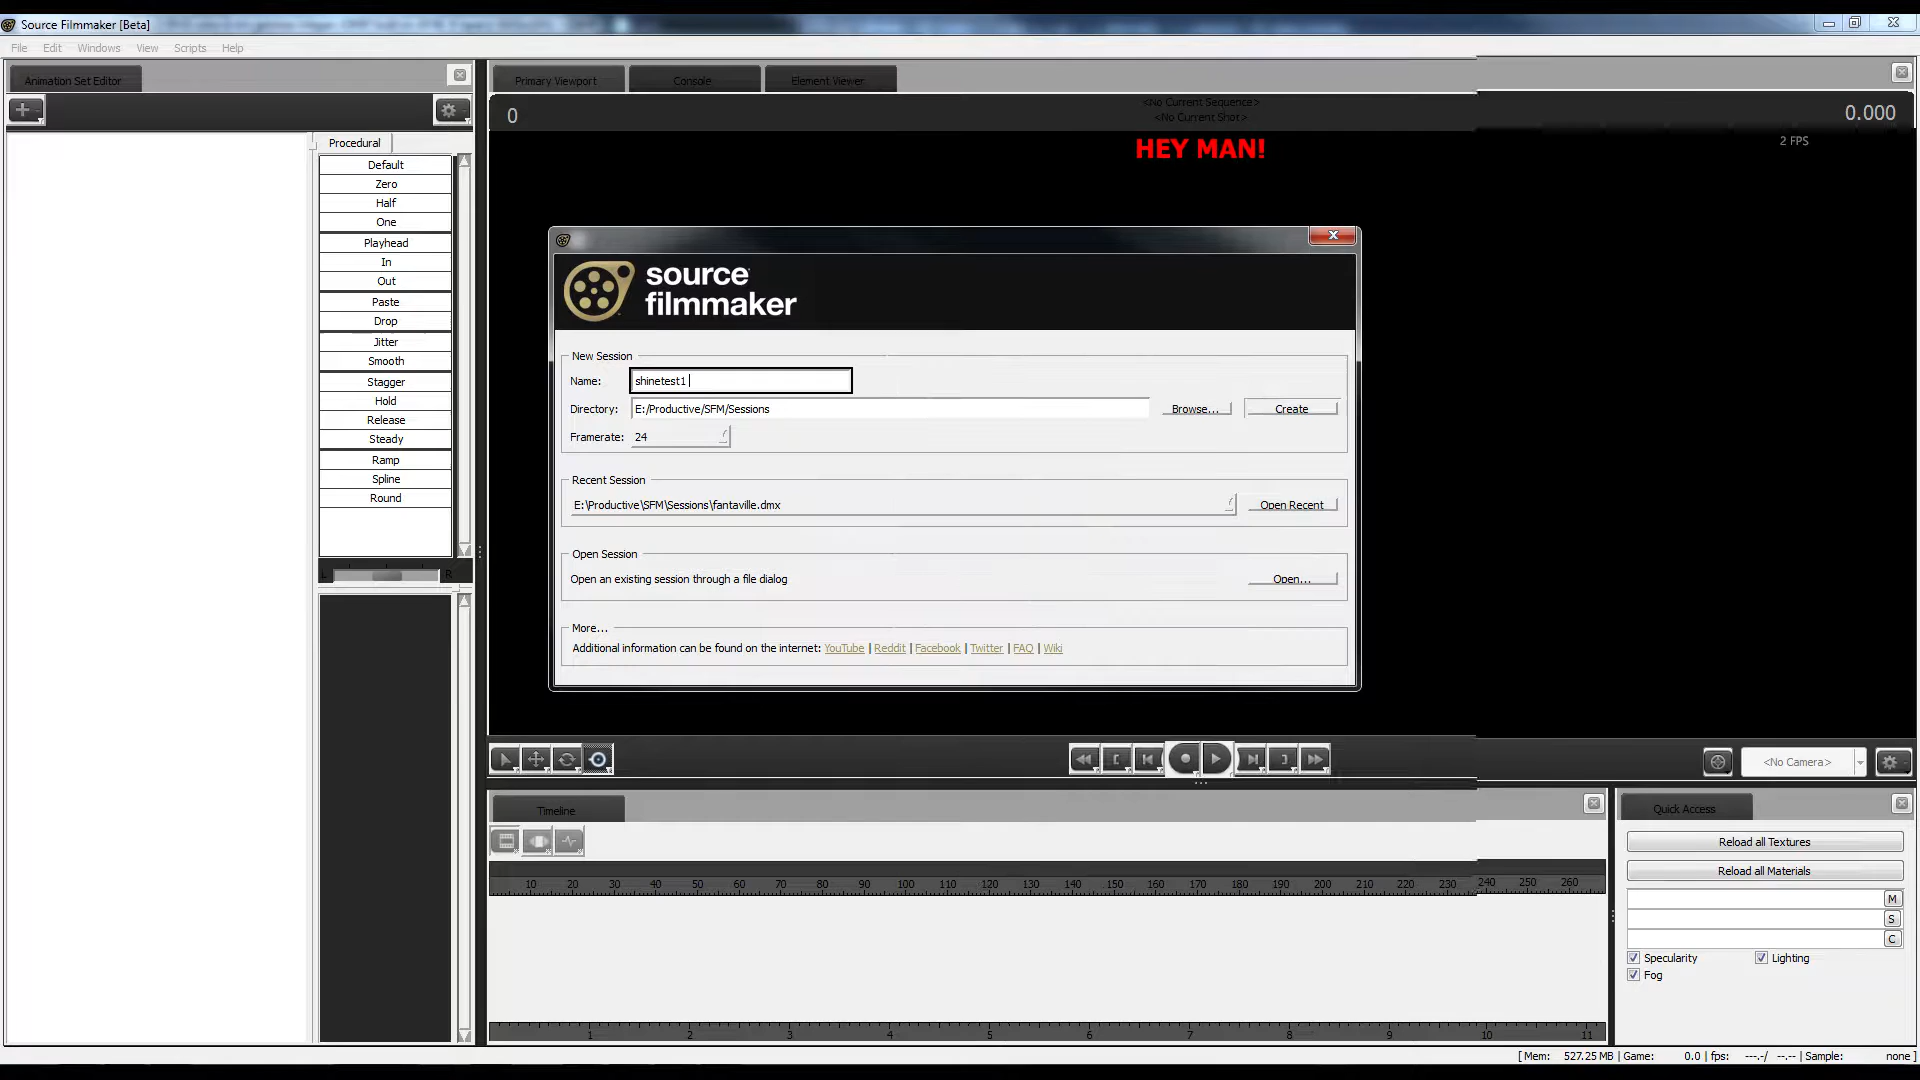 Source Filmmaker [Beta]
File Edit Windows View Scripts Help
Animation Set Editor
Primary Viewport Console Element Viewer
0
<No Current Sequence>
<No Current Shot>
0.000
2 FPS
HEY MAN!
Procedural
Default
Zero
Half
One
Playhead
In
Out
Paste
Drop
Jitter
Smooth
Stagger
Hold
Release
Steady
Ramp
Spline
Round
L R
source
filmmaker
New Session
Name: shinetest1
Directory: E:/Productive/SFM/Sessions Browse... Create
Framerate: 24
Recent Session
E:\Productive\SFM\Sessions\fantaville.dmx Open Recent
Open Session
Open an existing session through a file dialog Open...
More...
Additional information can be found on the internet: YouTube | Reddit | Facebook | Twitter | FAQ | Wiki
<No Camera>
Timeline
10 20 30 40 50 60 70 80 90 100 110 120 130 140 150 160 170 180 190 200 210 220 230 240 250 260
1 2 3 4 5 6 7 8 9 10 11
Quick Access
Reload all Textures
Reload all Materials
M
S
C
Specularity Lighting
Fog
[ Mem: 527.25 MB | Game: 0.0 | fps: ---.-/ --.-- | Sample: none ]